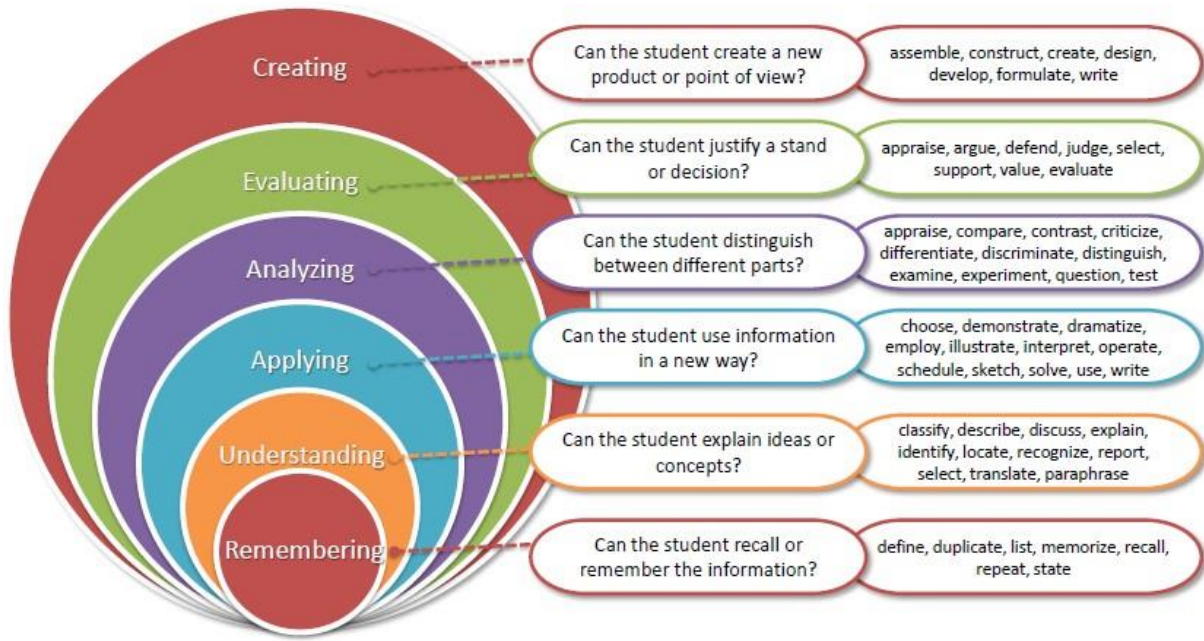 Creating
Can the student create a new
product or point of view?
assemble, construct, create, design,
develop, formulate, write
Evaluating
Can the student justify a stand
or decision?
appraise, argue, defend, judge, select,
support, value, evaluate
Analyzing
Can the student distinguish
between different parts?
appraise, compare, contrast, criticize,
differentiate, discriminate, distinguish,
examine, experiment, question, test
Applying
Can the student use information
in a new way?
choose, demonstrate, dramatize,
employ, illustrate, interpret, operate,
schedule, sketch, solve, use, write
Understanding
Can the student explain ideas or
concepts?
classify, describe, discuss, explain,
identify, locate, recognize, report,
select, translate, paraphrase
Remembering
Can the student recall or
remember the information?
define, duplicate, list, memorize, recall,
repeat, state